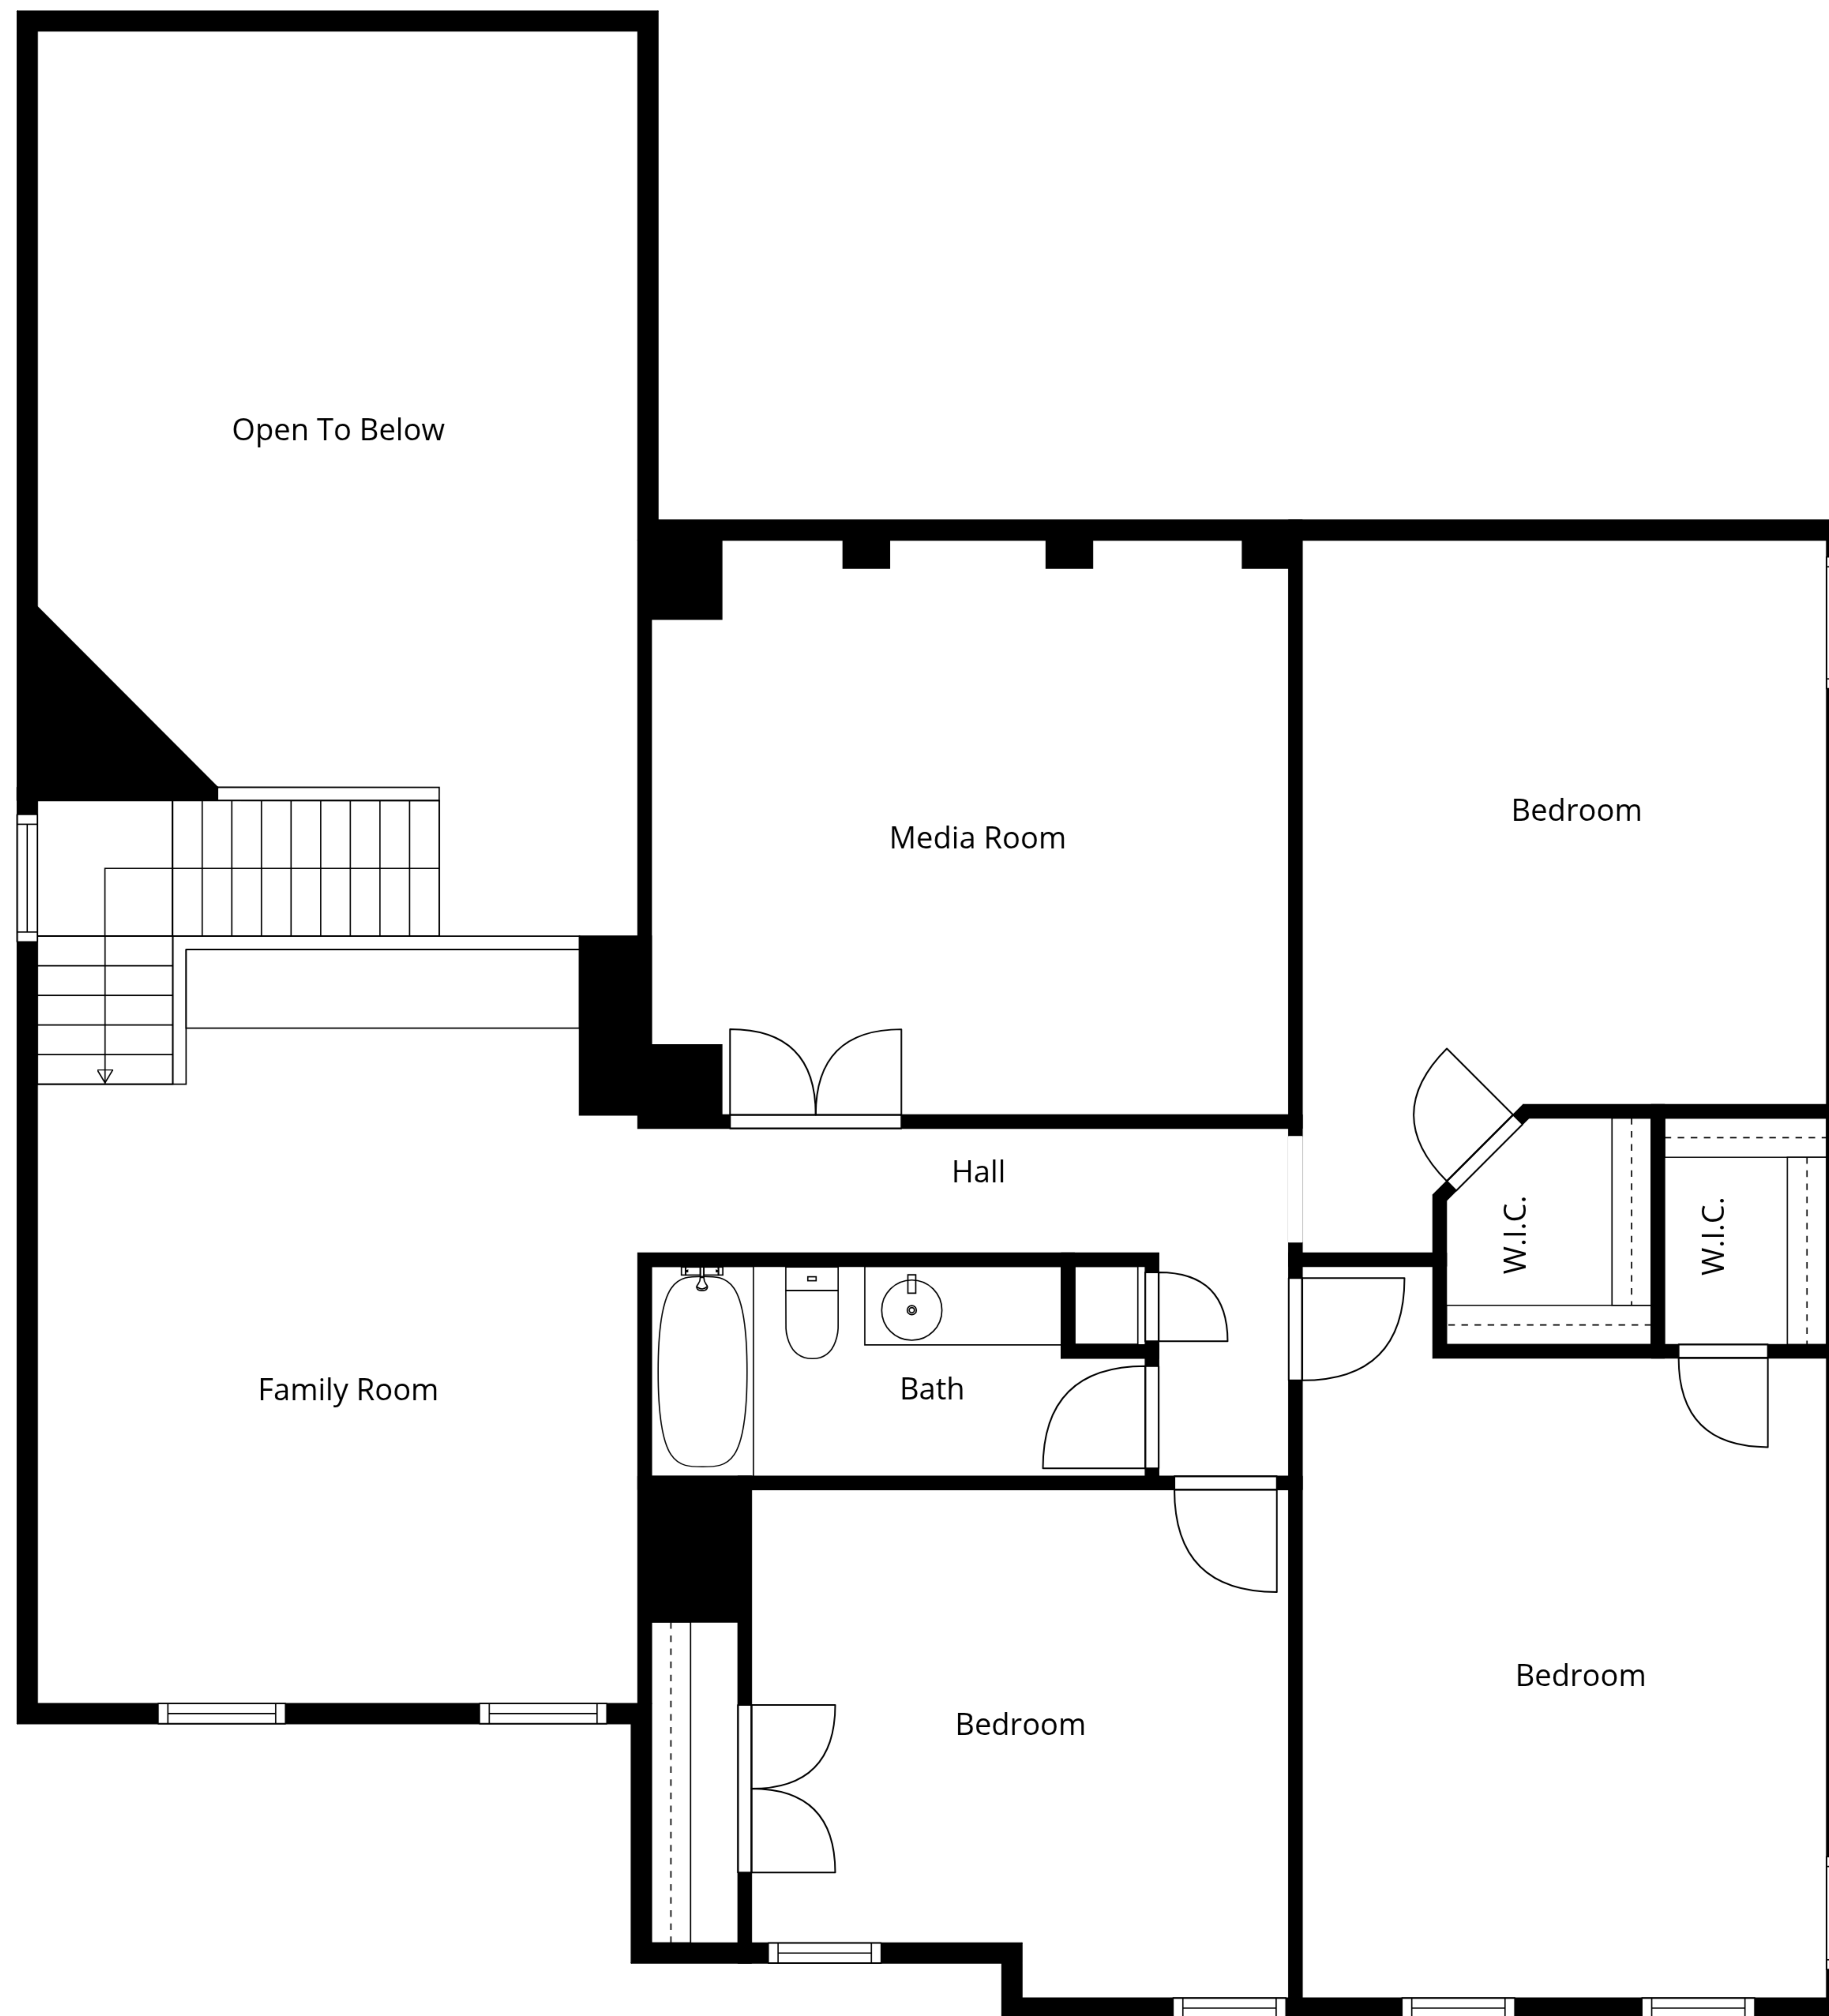 Open To Below
Media Room
Bedroom
Hall
W.I.C.
W.I.C.
Family Room
Bath
Bedroom
Bedroom